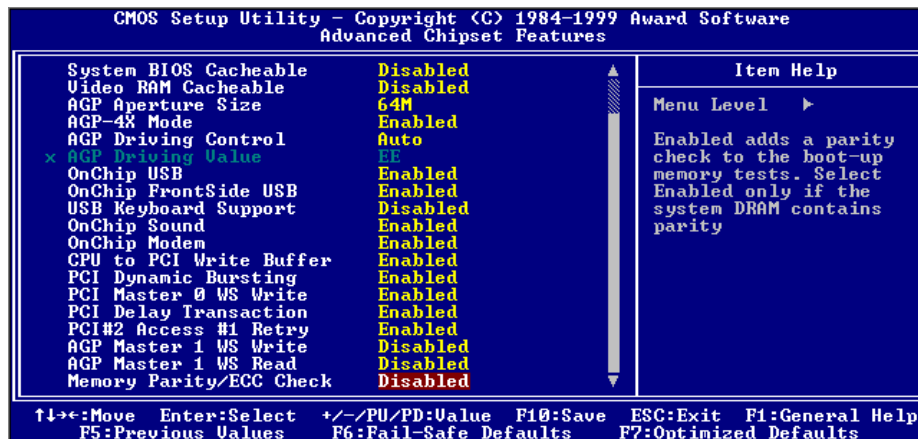 CMOS Setup Utility - Copyright (C) 1984-1999 Award Software
Advanced Chipset Features
System BIOS Cacheable Disabled
Video RAM Cacheable Disabled
AGP Aperture Size 64M
AGP-4X Mode Enabled
AGP Driving Control Auto
x AGP Driving Value EE
OnChip USB Enabled
OnChip FrontSide USB Enabled
USB Keyboard Support Disabled
OnChip Sound Enabled
OnChip Modem Enabled
CPU to PCI Write Buffer Enabled
PCI Dynamic Bursting Enabled
PCI Master 0 WS Write Enabled
PCI Delay Transaction Enabled
PCI#2 Access #1 Retry Enabled
AGP Master 1 WS Write Disabled
AGP Master 1 WS Read Disabled
Memory Parity/ECC Check Disabled
Item Help
Menu Level ▶
Enabled adds a parity
check to the boot-up
memory tests. Select
Enabled only if the
system DRAM contains
parity
↑↓→←:Move Enter:Select +/-/PU/PD:Value F10:Save ESC:Exit F1:General Help
F5:Previous Values F6:Fail-Safe Defaults F7:Optimized Defaults